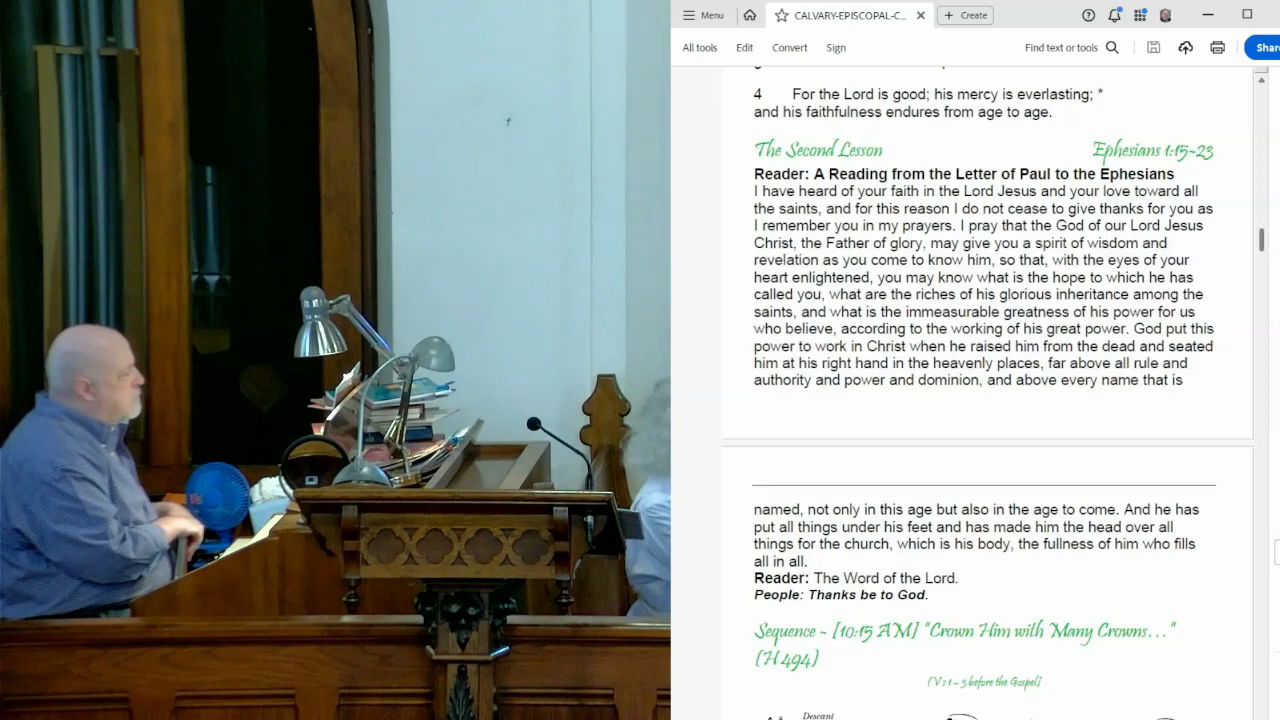 Menu
CALVARY-EPISCOPAL-C...
Create
All tools
Edit
Convert
Sign
Find text or tools
Share
4 For the Lord is good; his mercy is everlasting; *
and his faithfulness endures from age to age.
The Second Lesson Ephesians 1:15~23
Reader: A Reading from the Letter of Paul to the Ephesians
I have heard of your faith in the Lord Jesus and your love toward all
the saints, and for this reason I do not cease to give thanks for you as
I remember you in my prayers. I pray that the God of our Lord Jesus
Christ, the Father of glory, may give you a spirit of wisdom and
revelation as you come to know him, so that, with the eyes of your
heart enlightened, you may know what is the hope to which he has
called you, what are the riches of his glorious inheritance among the
saints, and what is the immeasurable greatness of his power for us
who believe, according to the working of his great power. God put this
power to work in Christ when he raised him from the dead and seated
him at his right hand in the heavenly places, far above all rule and
authority and power and dominion, and above every name that is
named, not only in this age but also in the age to come. And he has
put all things under his feet and has made him the head over all
things for the church, which is his body, the fullness of him who fills
all in all.
Reader: The Word of the Lord.
People: Thanks be to God.
Sequence ~ [10:15 AM] "Crown Him with Many Crowns..."
(H 494)
[Vs 1 ~ 3 before the Gospel]
Descant